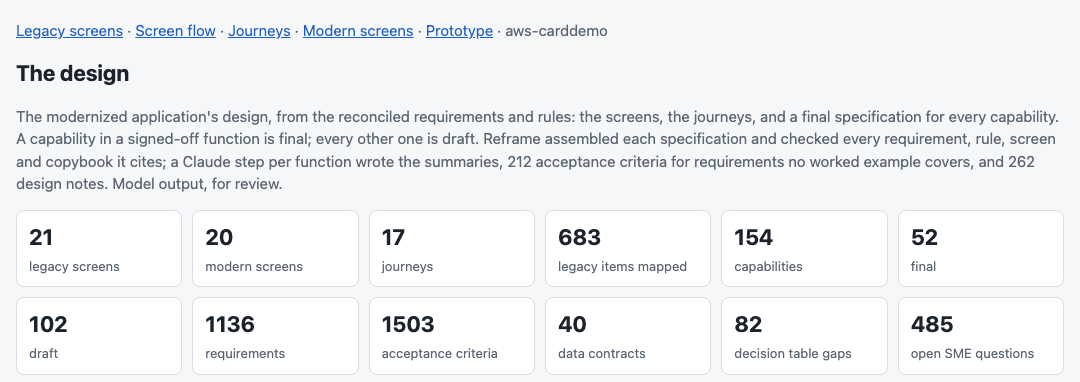 Legacy screens · Screen flow · Journeys · Modern screens · Prototype · aws-carddemo
The design
The modernized application's design, from the reconciled requirements and rules: the screens, the journeys, and a final specification for every capability.
A capability in a signed-off function is final; every other one is draft. Reframe assembled each specification and checked every requirement, rule, screen
and copybook it cites; a Claude step per function wrote the summaries, 212 acceptance criteria for requirements no worked example covers, and 262
design notes. Model output, for review.
21
legacy screens
20
modern screens
17
journeys
683
legacy items mapped
154
capabilities
52
final
102
draft
1136
requirements
1503
acceptance criteria
40
data contracts
82
decision table gaps
485
open SME questions